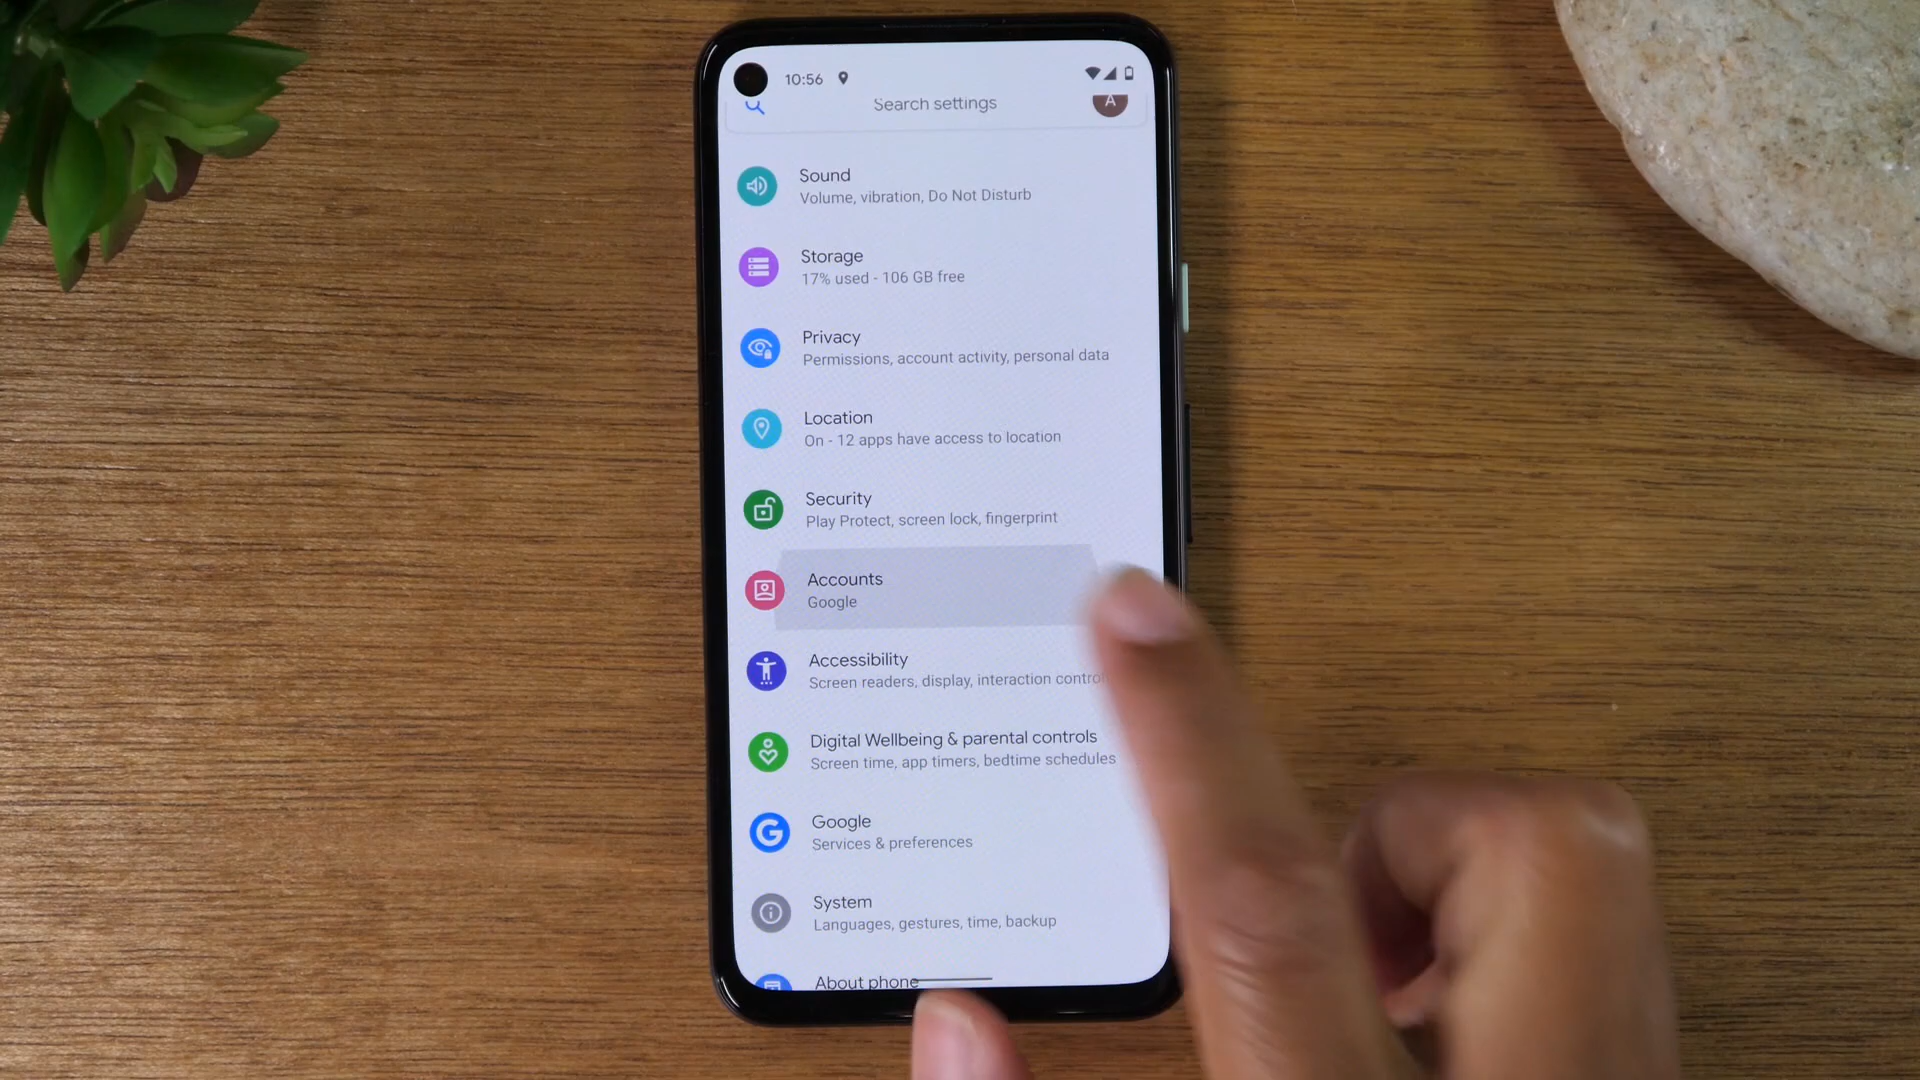 10:56
Search settings
A
Sound
Volume, vibration, Do Not Disturb
Storage
17% used - 106 GB free
Privacy
Permissions, account activity, personal data
Location
On - 12 apps have access to location
Security
Play Protect, screen lock, fingerprint
Accounts
Google
Accessibility
Screen readers, display, interaction
Digital Wellbeing & parental controls
Screen time, app timers, bedtime schedules
G
Google
Services & preferences
System
Languages, gestures, time, backup
About phone